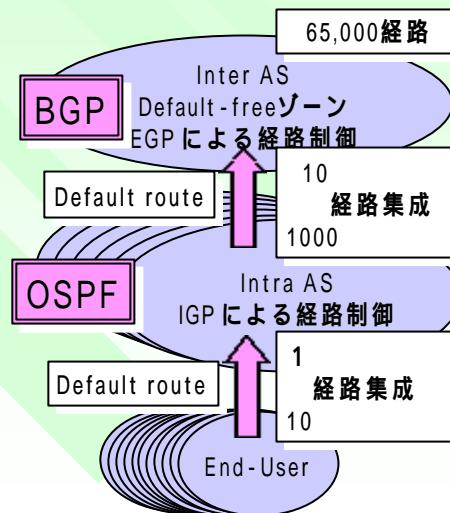 65,000経路
Inter AS
BGP
Default-freeゾーン
EGPによる経路制御
Default route
10
経路集成
1000
OSPF
Intra AS
IGPによる経路制御
Default route
1
経路集成
10
End-User